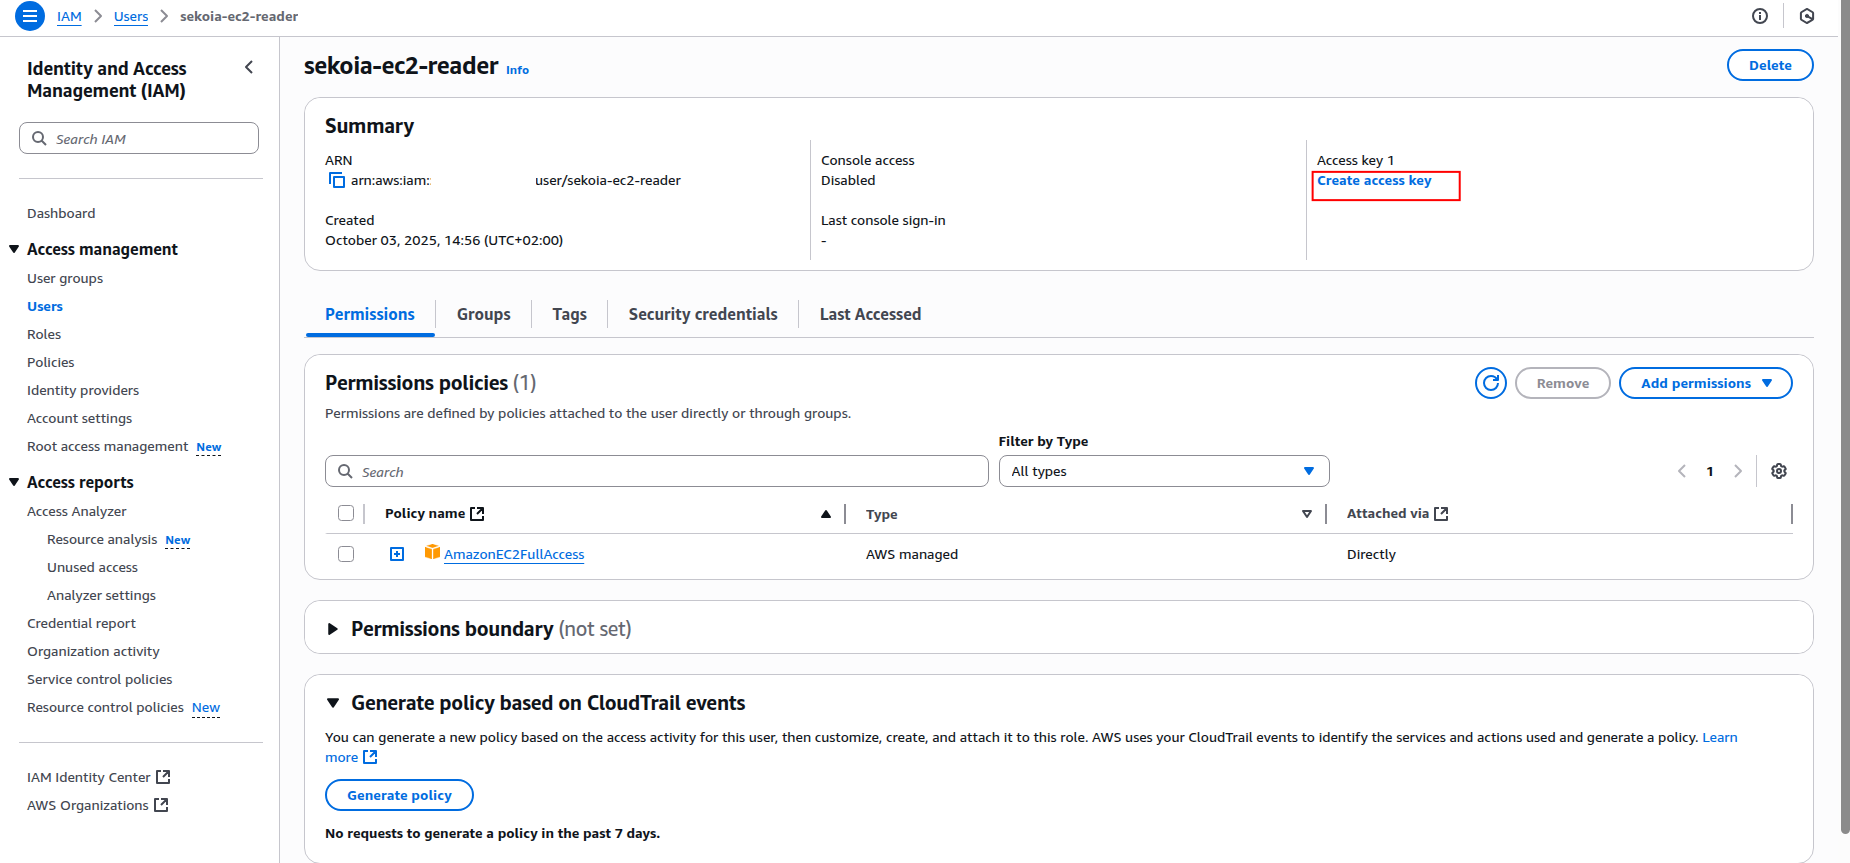 IAM > Users > sekoia-ec2-reader
Identity and Access
Management (IAM)
Search IAM
Dashboard
Access management
User groups
Users
Roles
Policies
Identity providers
Account settings
Root access management New
Access reports
Access Analyzer
Resource analysis New
Unused access
Analyzer settings
Credential report
Organization activity
Service control policies
Resource control policies New
IAM Identity Center
AWS Organizations
sekoia-ec2-reader Info
Delete
Summary
ARN
arn:aws:iam: user/sekoia-ec2-reader
Created
October 03, 2025, 14:56 (UTC+02:00)
Console access
Disabled
Last console sign-in
-
Access key 1
Create access key
Permissions
Groups
Tags
Security credentials
Last Accessed
Permissions policies (1)
Remove
Add permissions
Permissions are defined by policies attached to the user directly or through groups.
Filter by Type
Search
All types
1
Policy name
Type
Attached via
AmazonEC2FullAccess
AWS managed
Directly
Permissions boundary (not set)
Generate policy based on CloudTrail events
You can generate a new policy based on the access activity for this user, then customize, create, and attach it to this role. AWS uses your CloudTrail events to identify the services and actions used and generate a policy. Learn
more
Generate policy
No requests to generate a policy in the past 7 days.